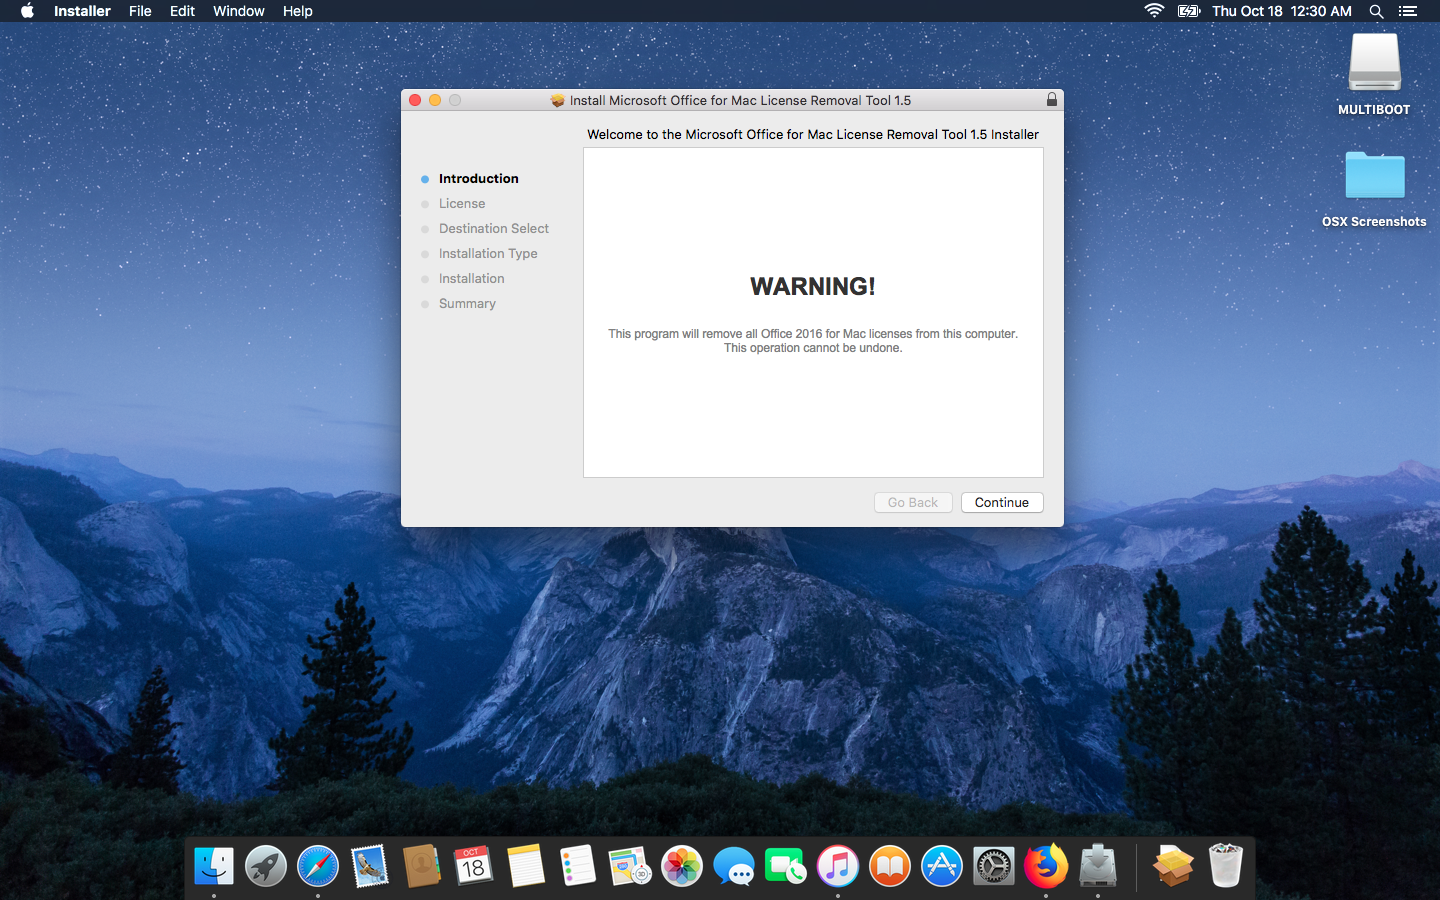 Installer File Edit Window Help Thu Oct 18 12:30 AM
MULTIBOOT
OSX Screenshots
Install Microsoft Office for Mac License Removal Tool 1.5
Welcome to the Microsoft Office for Mac License Removal Tool 1.5 Installer
Introduction
License
Destination Select
Installation Type
Installation
Summary
WARNING!
This program will remove all Office 2016 for Mac licenses from this computer.
This operation cannot be undone.
Go Back Continue
OCT
18
3D